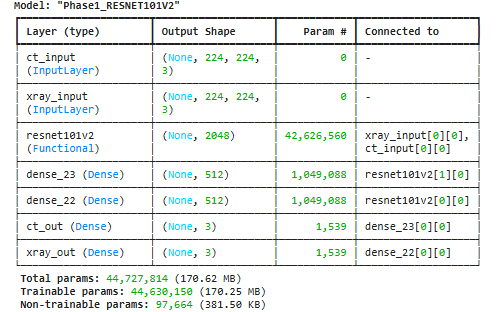 Model: "Phase1_RESNET101V2"
Layer (type) Output Shape Param # Connected to
ct_input (None, 224, 224, 0 -
(InputLayer) 3)
xray_input (None, 224, 224, 0 -
(InputLayer) 3)
resnet101v2 (None, 2048) 42,626,560 xray_input[0][0],
(Functional) ct_input[0][0]
dense_23 (Dense) (None, 512) 1,049,088 resnet101v2[1][0]
dense_22 (Dense) (None, 512) 1,049,088 resnet101v2[0][0]
ct_out (Dense) (None, 3) 1,539 dense_23[0][0]
xray_out (Dense) (None, 3) 1,539 dense_22[0][0]
Total params: 44,727,814 (170.62 MB)
Trainable params: 44,630,150 (170.25 MB)
Non-trainable params: 97,664 (381.50 KB)